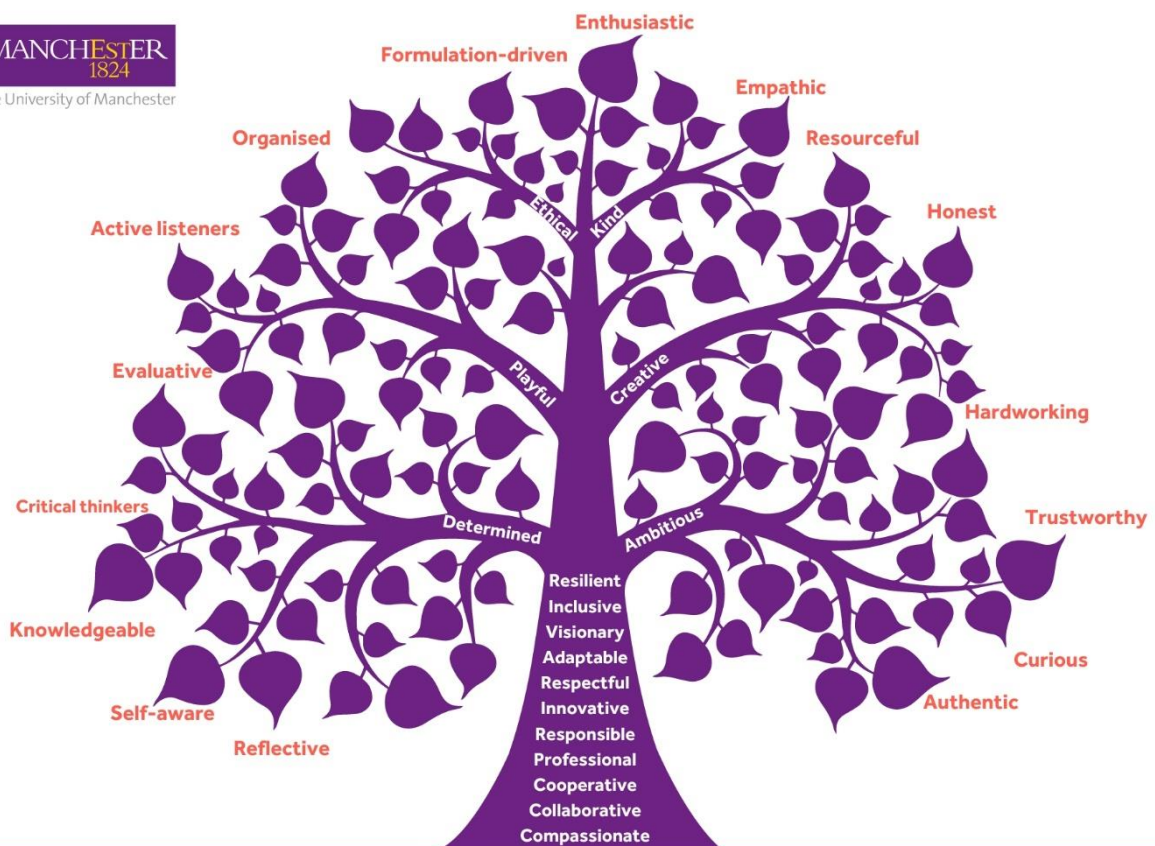 MANCHEStER
1824
The University of Manchester
Enthusiastic
Formulation-driven
Empathic
Organised
Resourceful
Active listeners
Honest
Ethical
Kind
Evaluative
Playful
Creative
Hardworking
Critical thinkers
Determined
Ambitious
Trustworthy
Knowledgeable
Curious
Self-aware
Authentic
Reflective
Resilient
Inclusive
Visionary
Adaptable
Respectful
Innovative
Responsible
Professional
Cooperative
Collaborative
Compassionate